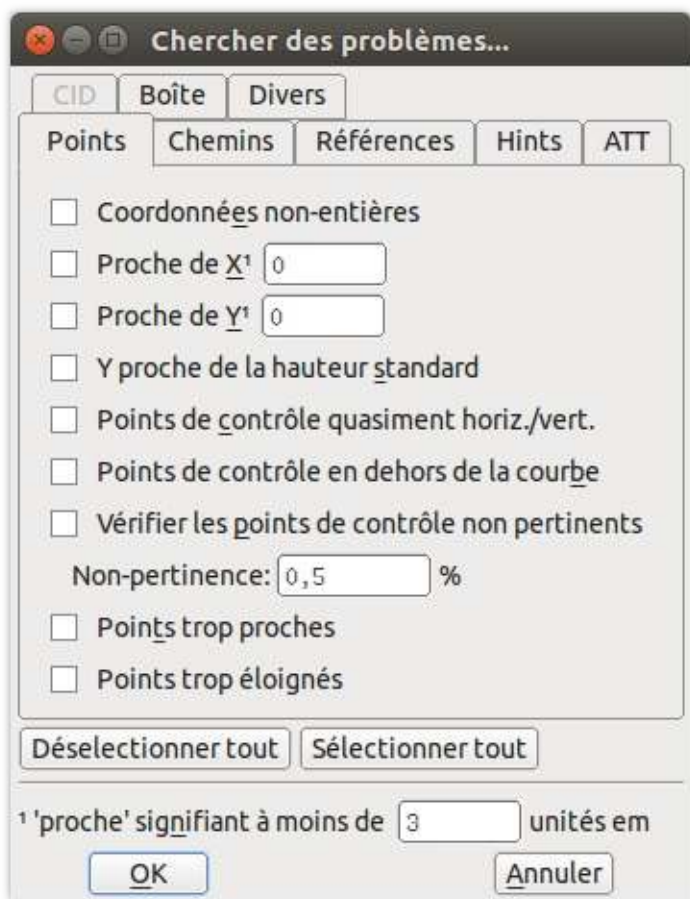 Chercher des problèmes...
CID Boîte Divers
Points Chemins Références Hints ATT
Coordonnées non-entières
Proche de X¹ 0
Proche de Y¹ 0
Y proche de la hauteur standard
Points de contrôle quasiment horiz./vert.
Points de contrôle en dehors de la courbe
Vérifier les points de contrôle non pertinents
Non-pertinence: 0,5 %
Points trop proches
Points trop éloignés
Déselectionner tout Sélectionner tout
¹ 'proche' signifiant à moins de 3 unités em
OK Annuler